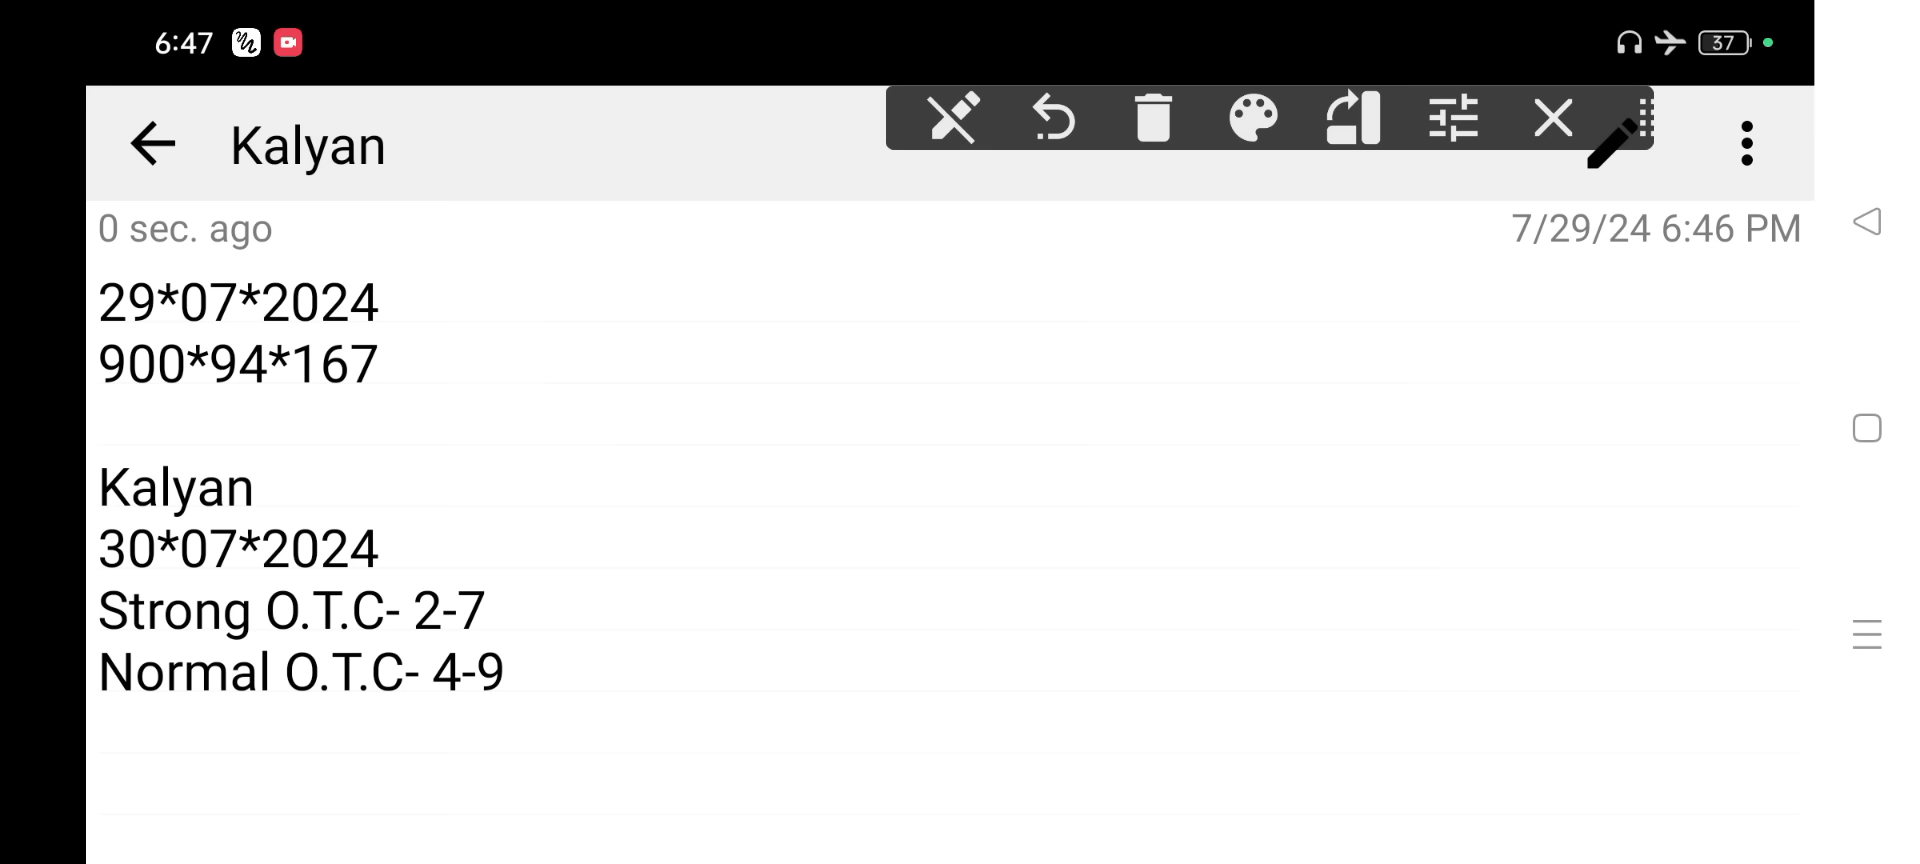 6:47
37
Kalyan
0 sec. ago
7/29/24 6:46 PM
29*07*2024
900*94*167
Kalyan
30*07*2024
Strong O.T.C- 2-7
Normal O.T.C- 4-9